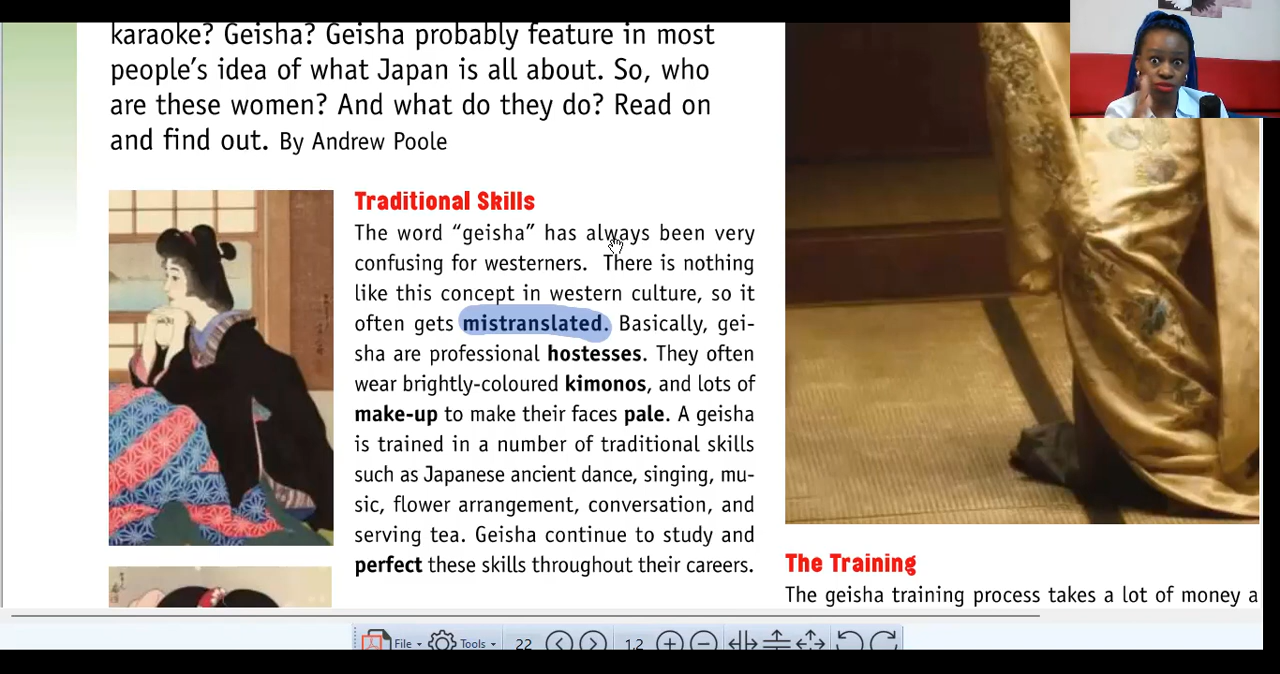 karaoke? Geisha? Geisha probably feature in most
people's idea of what Japan is all about. So, who
are these women? And what do they do? Read on
and find out. By Andrew Poole
Traditional Skills
The word “geisha” has always been very
confusing for westerners. There is nothing
like this concept in western culture, so it
often gets mistranslated. Basically, gei-
sha are professional hostesses. They often
wear brightly-coloured kimonos, and lots of
make-up to make their faces pale. A geisha
is trained in a number of traditional skills
such as Japanese ancient dance, singing, mu-
sic, flower arrangement, conversation, and
serving tea. Geisha continue to study and
perfect these skills throughout their careers.
The Training
The geisha training process takes a lot of money a
File Tools 22 1.2